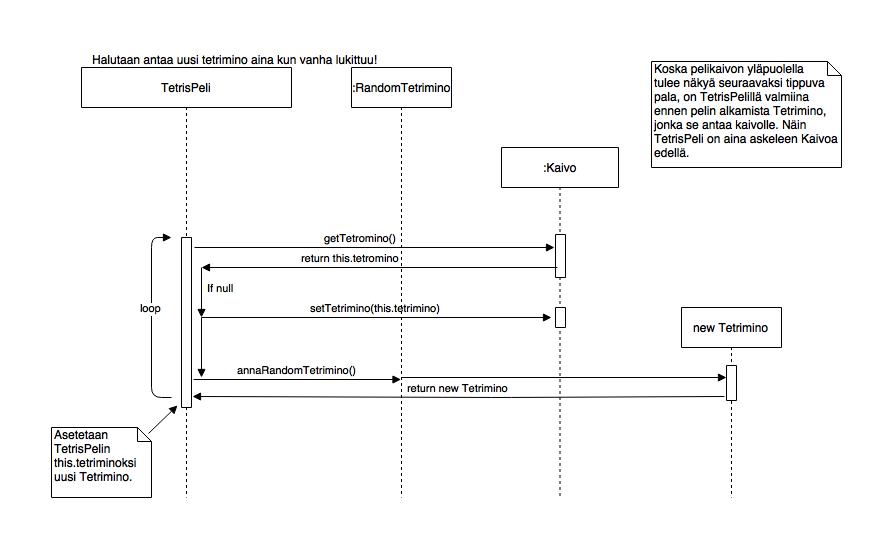 Halutaan antaa uusi tetrimino aina kun vanha lukittuu!
TetrisPeli
:RandomTetrimino
Koska pelikaivon yläpuolella
tulee näkyä seuraavaksi tippuva
pala, on TetrisPelillä valmiina
ennen pelin alkamista Tetrimino,
jonka se antaa kaivolle. Näin
TetrisPeli on aina askeleen Kaivoa
edellä.
:Kaivo
getTetromino()
return this.tetromino
If null
loop
setTetrimino(this.tetrimino)
new Tetrimino
annaRandomTetrimino()
return new Tetrimino
Asetetaan
TetrisPelin
this.tetriminoksi
uusi Tetrimino.